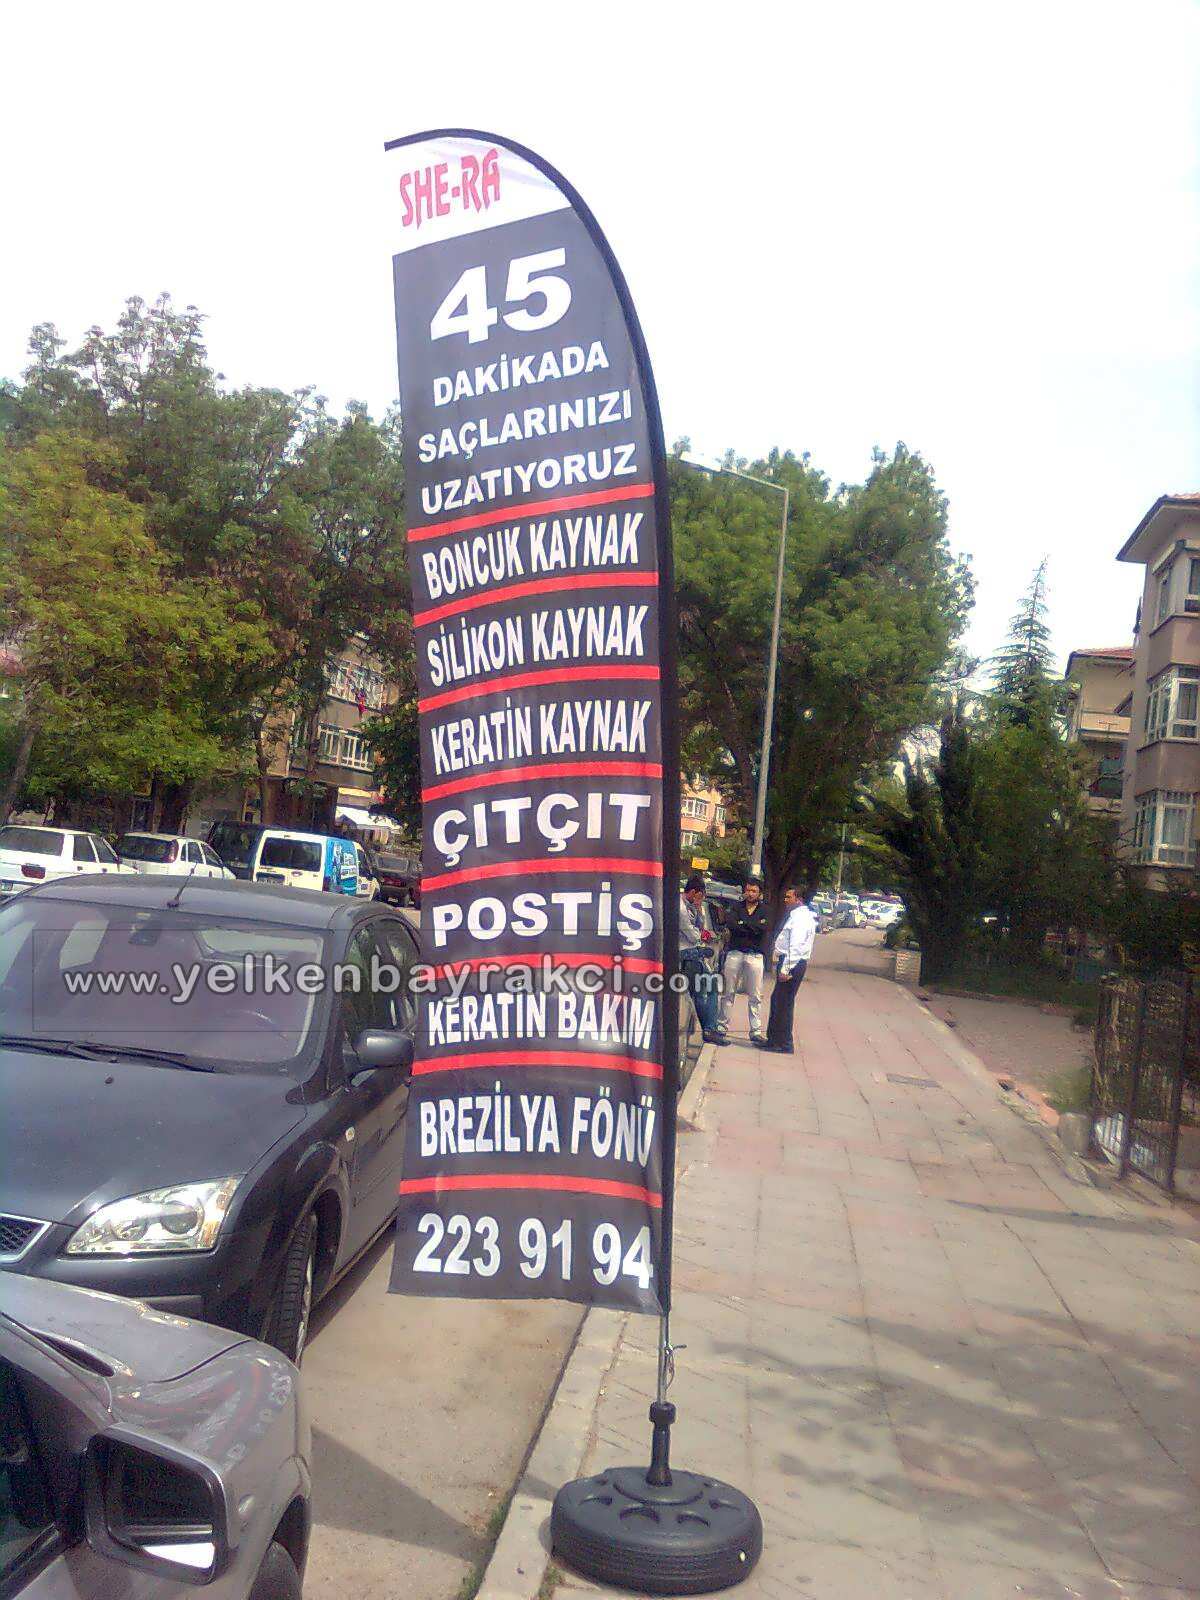 SHE-RA
45
DAKİKADA
SAÇLARINIZI
UZATIYORUZ
BONCUK KAYNAK
SİLİKON KAYNAK
KERATİN KAYNAK
ÇITÇIT
POSTİŞ
www.yelkenbayrakci.com
KERATİN BAKIM
BREZİLYA FÖNÜ
223 91 94